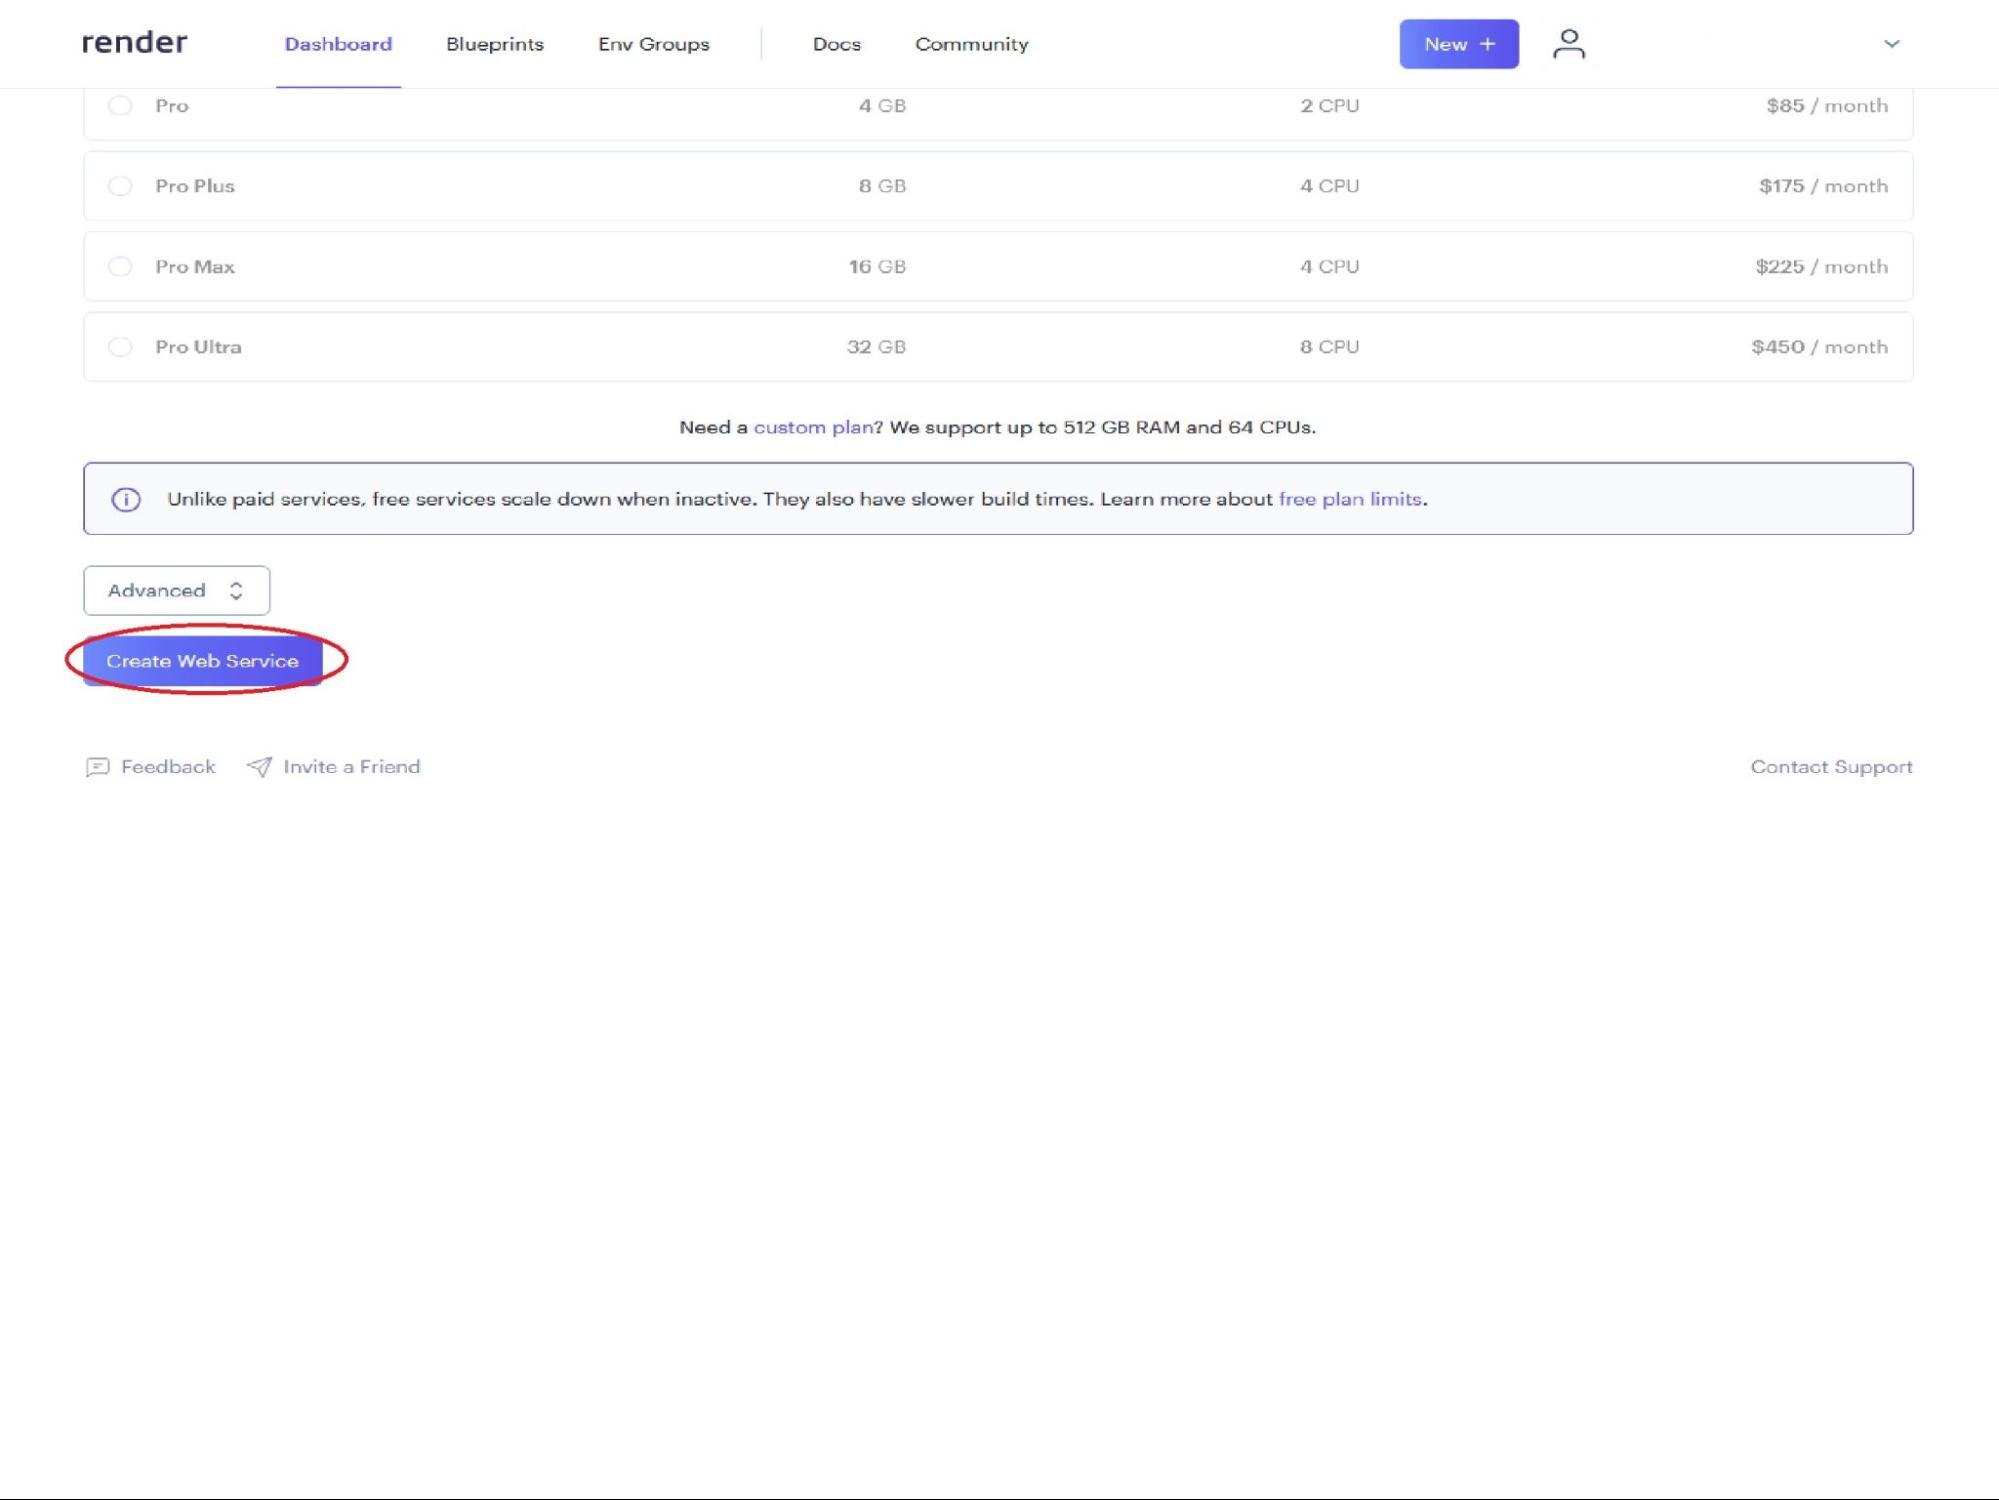 render Dashboard Blueprints Env Groups Docs Community New +
Pro 4 GB 2 CPU $85 / month
Pro Plus 8 GB 4 CPU $175 / month
Pro Max 16 GB 4 CPU $225 / month
Pro Ultra 32 GB 8 CPU $450 / month
Need a custom plan? We support up to 512 GB RAM and 64 CPUs.
Unlike paid services, free services scale down when inactive. They also have slower build times. Learn more about free plan limits.
Advanced
Create Web Service
Feedback Invite a Friend Contact Support